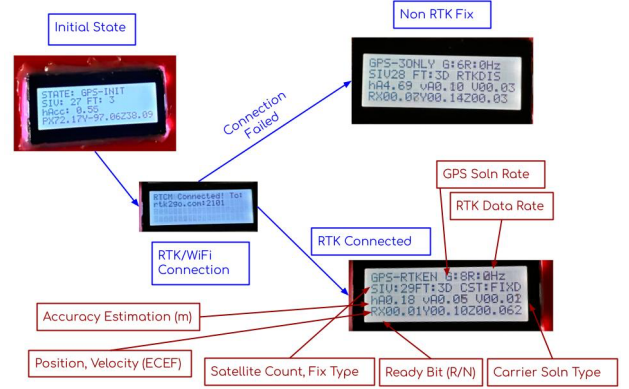 Initial State
Non RTK Fix
STATE: GPS-INIT
SIV: 27 FT: 3
hAcc: 0.55
PX72.17Y-97.06Z38.09
GPS-3ONLY G:6R:0Hz
SIV28 FT:3D RTKDIS
hA4.69 vA0.10 V00.03
RX00.07Y00.14Z00.03
Connection
Failed
GPS Soln Rate
RTK Data Rate
RTCM Connected! To:
rtk2go.com:2101
RTK/WiFi
Connection
RTK Connected
GPS-RTKEN G:8R:0Hz
SIV:29FT:3D CST:FIXD
hA0.18 vA0.05 V00.01
RX00.01Y00.10Z00.06Z
Accuracy Estimation (m)
Position, Velocity (ECEF)
Satellite Count, Fix Type
Ready Bit (R/N)
Carrier Soln Type